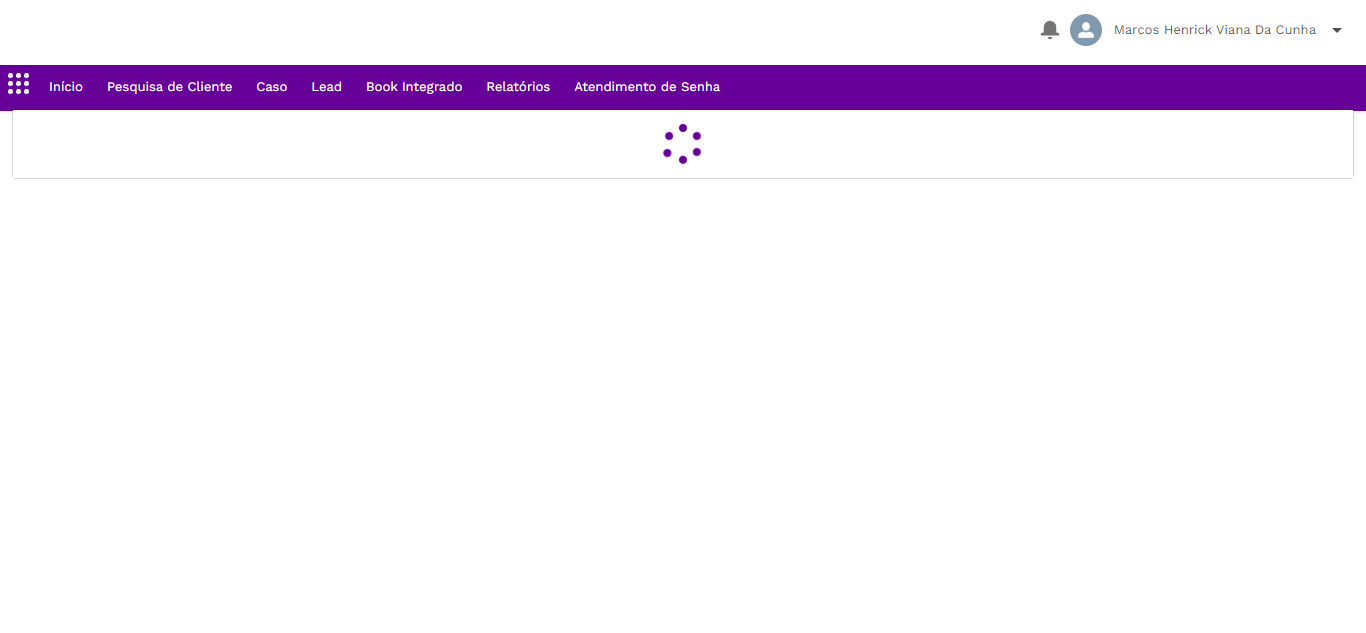 Marcos Henrick Viana Da Cunha
Início Pesquisa de Cliente Caso Lead Book Integrado Relatórios Atendimento de Senha